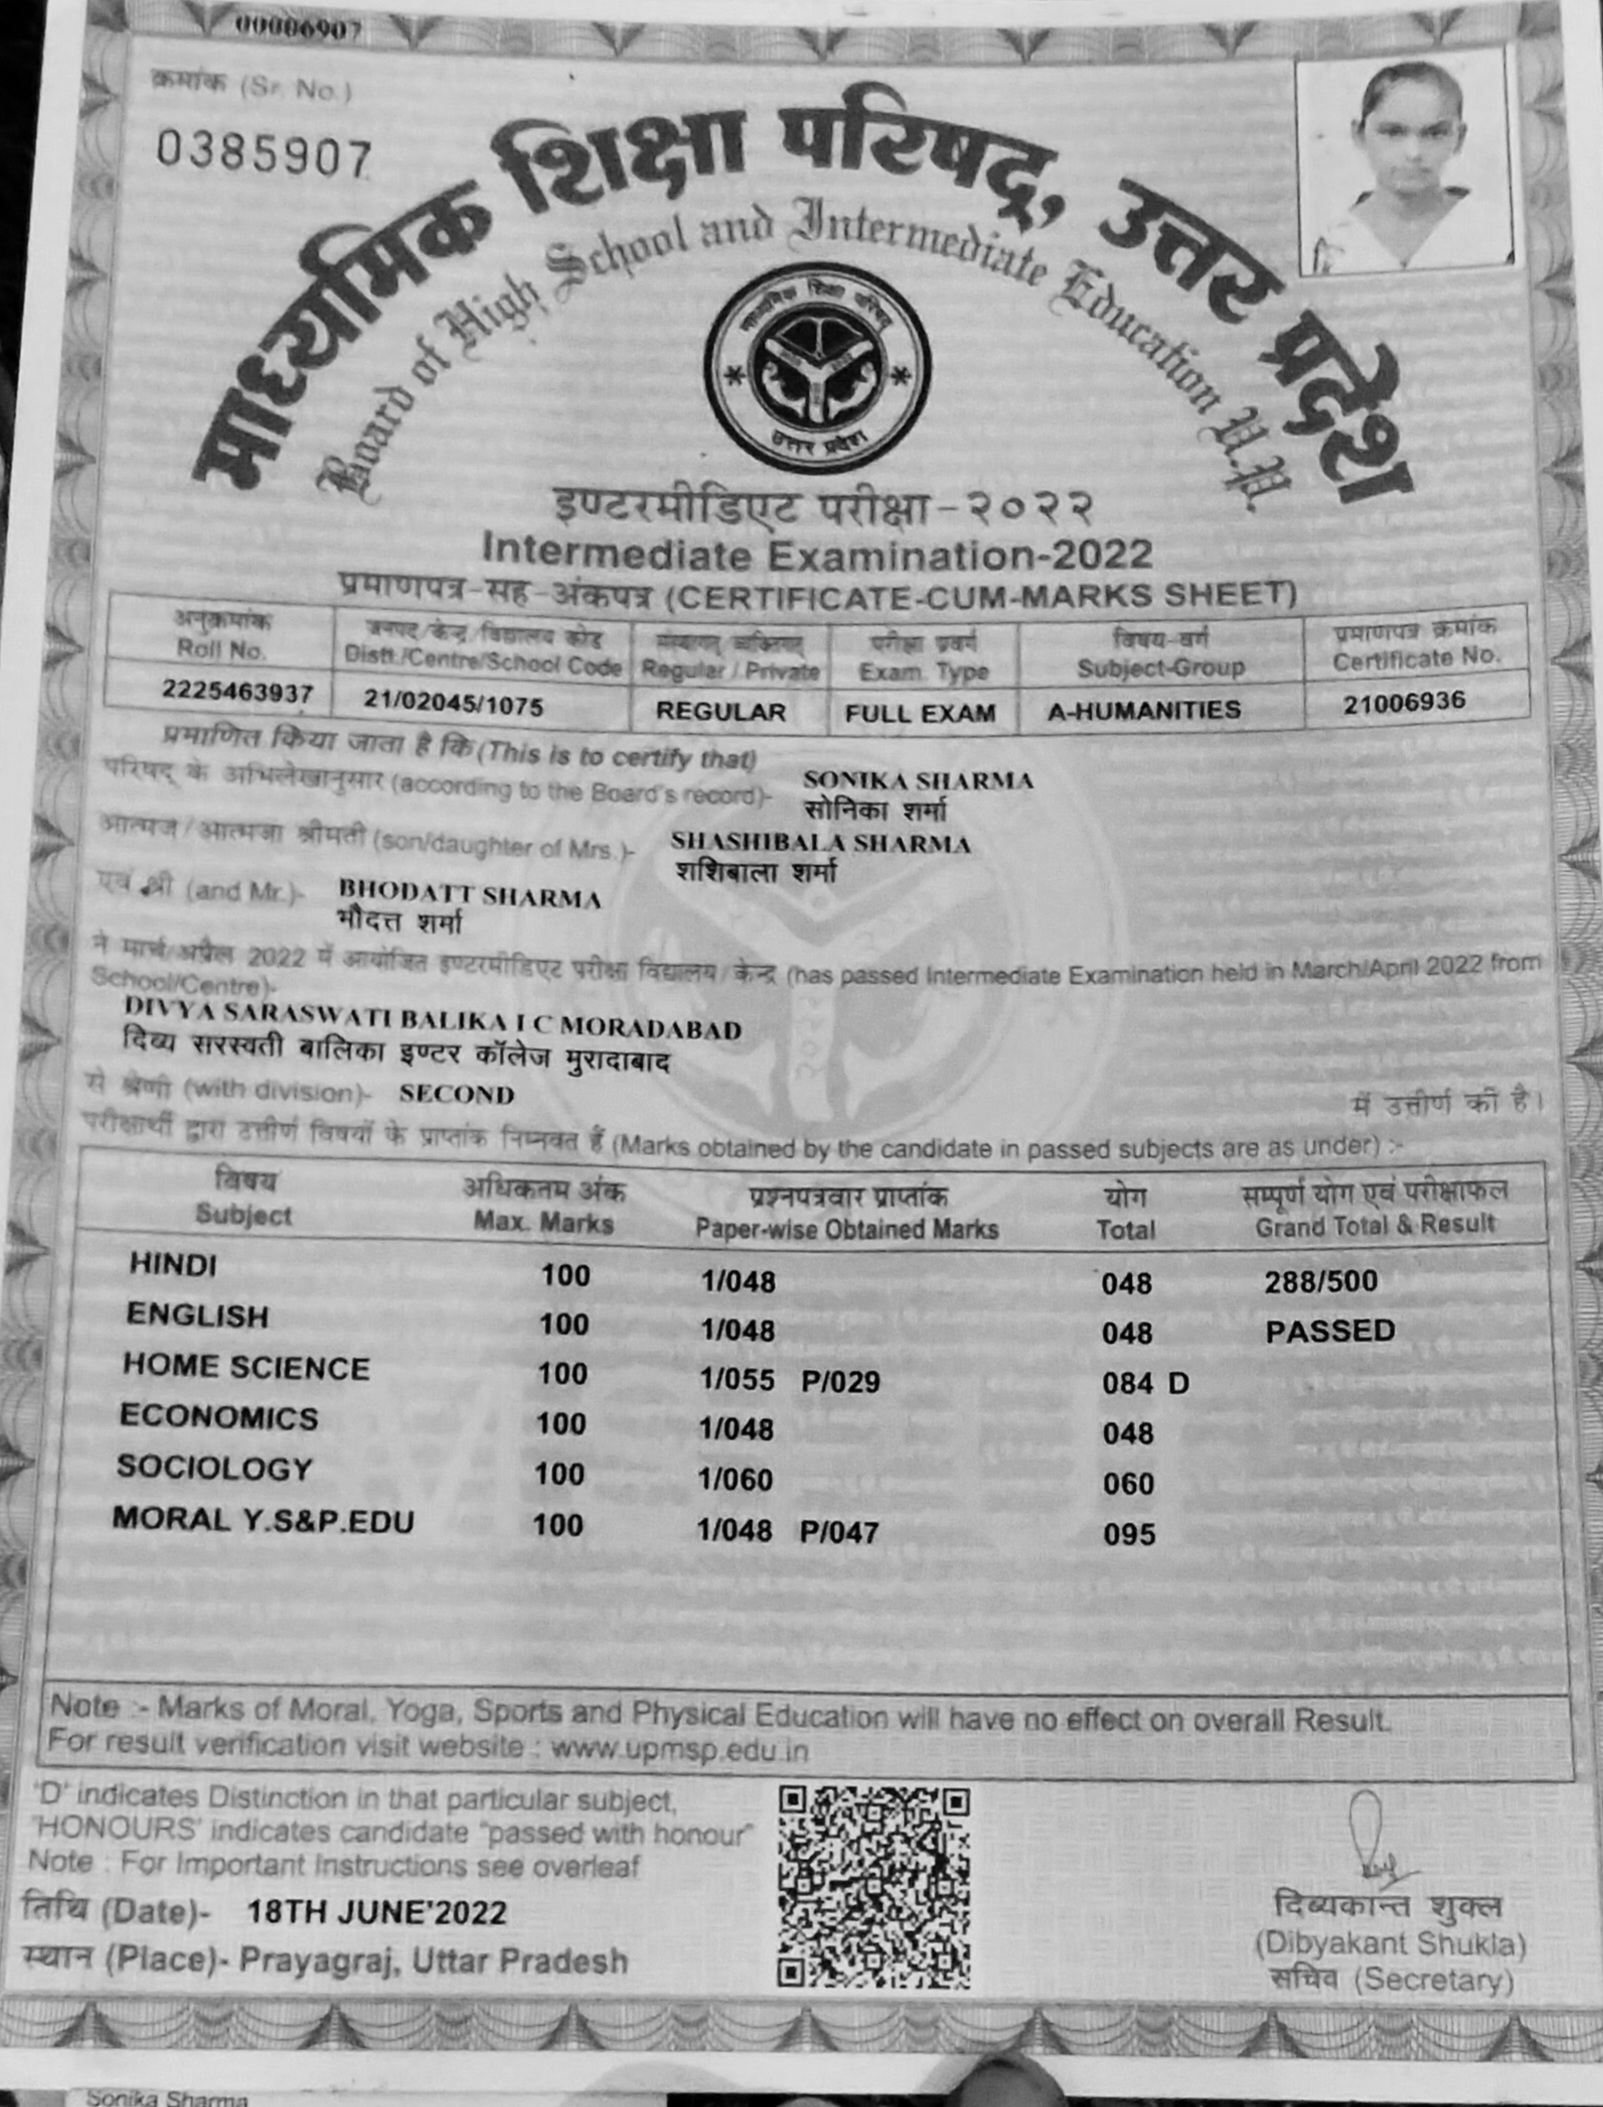 00006907
क्रमांक (Sr. No.)
0385907
माध्यमिक शिक्षा परिषद्, उत्तर प्रदेश
Board of High School and Intermediate Education U.P.
माध्यमिक शिक्षा परिषद्
उत्तर प्रदेश
इण्टरमीडिएट परीक्षा-२०२२
Intermediate Examination-2022
प्रमाणपत्र-सह-अंकपत्र (CERTIFICATE-CUM-MARKS SHEET)
अनुक्रमांक जनपद/केन्द्र/विद्यालय कोड संस्थागत/व्यक्तिगत परीक्षा प्रवर्ग विषय-वर्ग प्रमाणपत्र क्रमांक
Roll No. Distt./Centre/School Code Regular / Private Exam. Type Subject-Group Certificate No.
2225463937 21/02045/1075 REGULAR FULL EXAM A-HUMANITIES 21006936
प्रमाणित किया जाता है कि (This is to certify that)
परिषद् के अभिलेखानुसार (according to the Board's record)- SONIKA SHARMA
सोनिका शर्मा
आत्मज/आत्मजा श्रीमती (son/daughter of Mrs.)- SHASHIBALA SHARMA
शशिबाला शर्मा
एवं श्री (and Mr.)- BHODATT SHARMA
भौदत्त शर्मा
ने मार्च/अप्रैल 2022 में आयोजित इण्टरमीडिएट परीक्षा विद्यालय/केन्द्र (has passed Intermediate Examination held in March/April 2022 from
School/Centre)-
DIVYA SARASWATI BALIKA I C MORADABAD
दिव्य सरस्वती बालिका इण्टर कॉलेज मुरादाबाद
से श्रेणी (with division)- SECOND में उत्तीर्ण की है।
परीक्षार्थी द्वारा उत्तीर्ण विषयों के प्राप्तांक निम्नवत हैं (Marks obtained by the candidate in passed subjects are as under) :-
विषय अधिकतम अंक प्रश्नपत्रवार प्राप्तांक योग सम्पूर्ण योग एवं परीक्षाफल
Subject Max. Marks Paper-wise Obtained Marks Total Grand Total & Result
HINDI 100 1/048 048 288/500
ENGLISH 100 1/048 048 PASSED
HOME SCIENCE 100 1/055 P/029 084 D
ECONOMICS 100 1/048 048
SOCIOLOGY 100 1/060 060
MORAL Y.S&P.EDU 100 1/048 P/047 095
Note :- Marks of Moral, Yoga, Sports and Physical Education will have no effect on overall Result.
For result verification visit website : www.upmsp.edu.in
'D' indicates Distinction in that particular subject,
'HONOURS' indicates candidate "passed with honour"
Note : For Important Instructions see overleaf
तिथि (Date)- 18TH JUNE'2022
स्थान (Place)- Prayagraj, Uttar Pradesh
दिब्यकान्त शुक्ल
(Dibyakant Shukla)
सचिव (Secretary)
Sonika Sharma